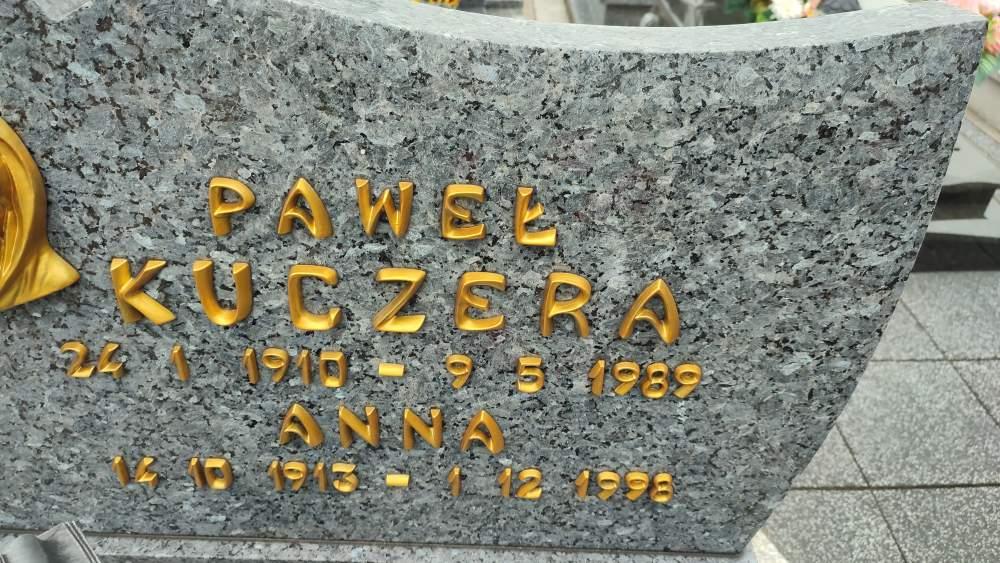 PAWEŁ
KUCZERA
24 1 1910 - 9 5 1989
ANNA
14 10 1913 - 1 12 1998